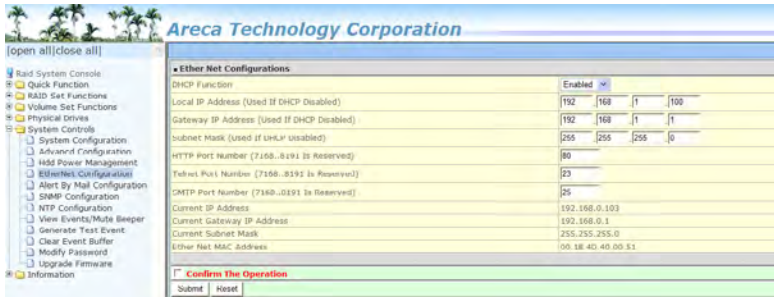 Areca Technology Corporation
|open all|close all|
Raid System Console
Quick Function
RAID Set Functions
Volume Set Functions
Physical Drives
System Controls
System Configuration
Advanced Configuration
Hdd Power Management
EtherNet Configuration
Alert By Mail Configuration
SNMP Configuration
NTP Configuration
View Events/Mute Beeper
Generate Test Event
Clear Event Buffer
Modify Password
Upgrade Firmware
Information
▪ Ether Net Configurations
DHCP Function Enabled
Local IP Address (Used If DHCP Disabled) 192 .168 .1 .100
Gateway IP Address (Used If DHCP Disabled) 192 .168 .1 .1
Subnet Mask (Used If DHCP Disabled) 255 .255 .255 .0
HTTP Port Number (7168..8191 Is Reserved) 80
Telnet Port Number (7168..8191 Is Reserved) 23
SMTP Port Number (7168..8191 Is Reserved) 25
Current IP Address 192.168.0.103
Current Gateway IP Address 192.168.0.1
Current Subnet Mask 255.255.255.0
Ether Net MAC Address 00.1B.4D.40.00.51
Confirm The Operation
Submit Reset